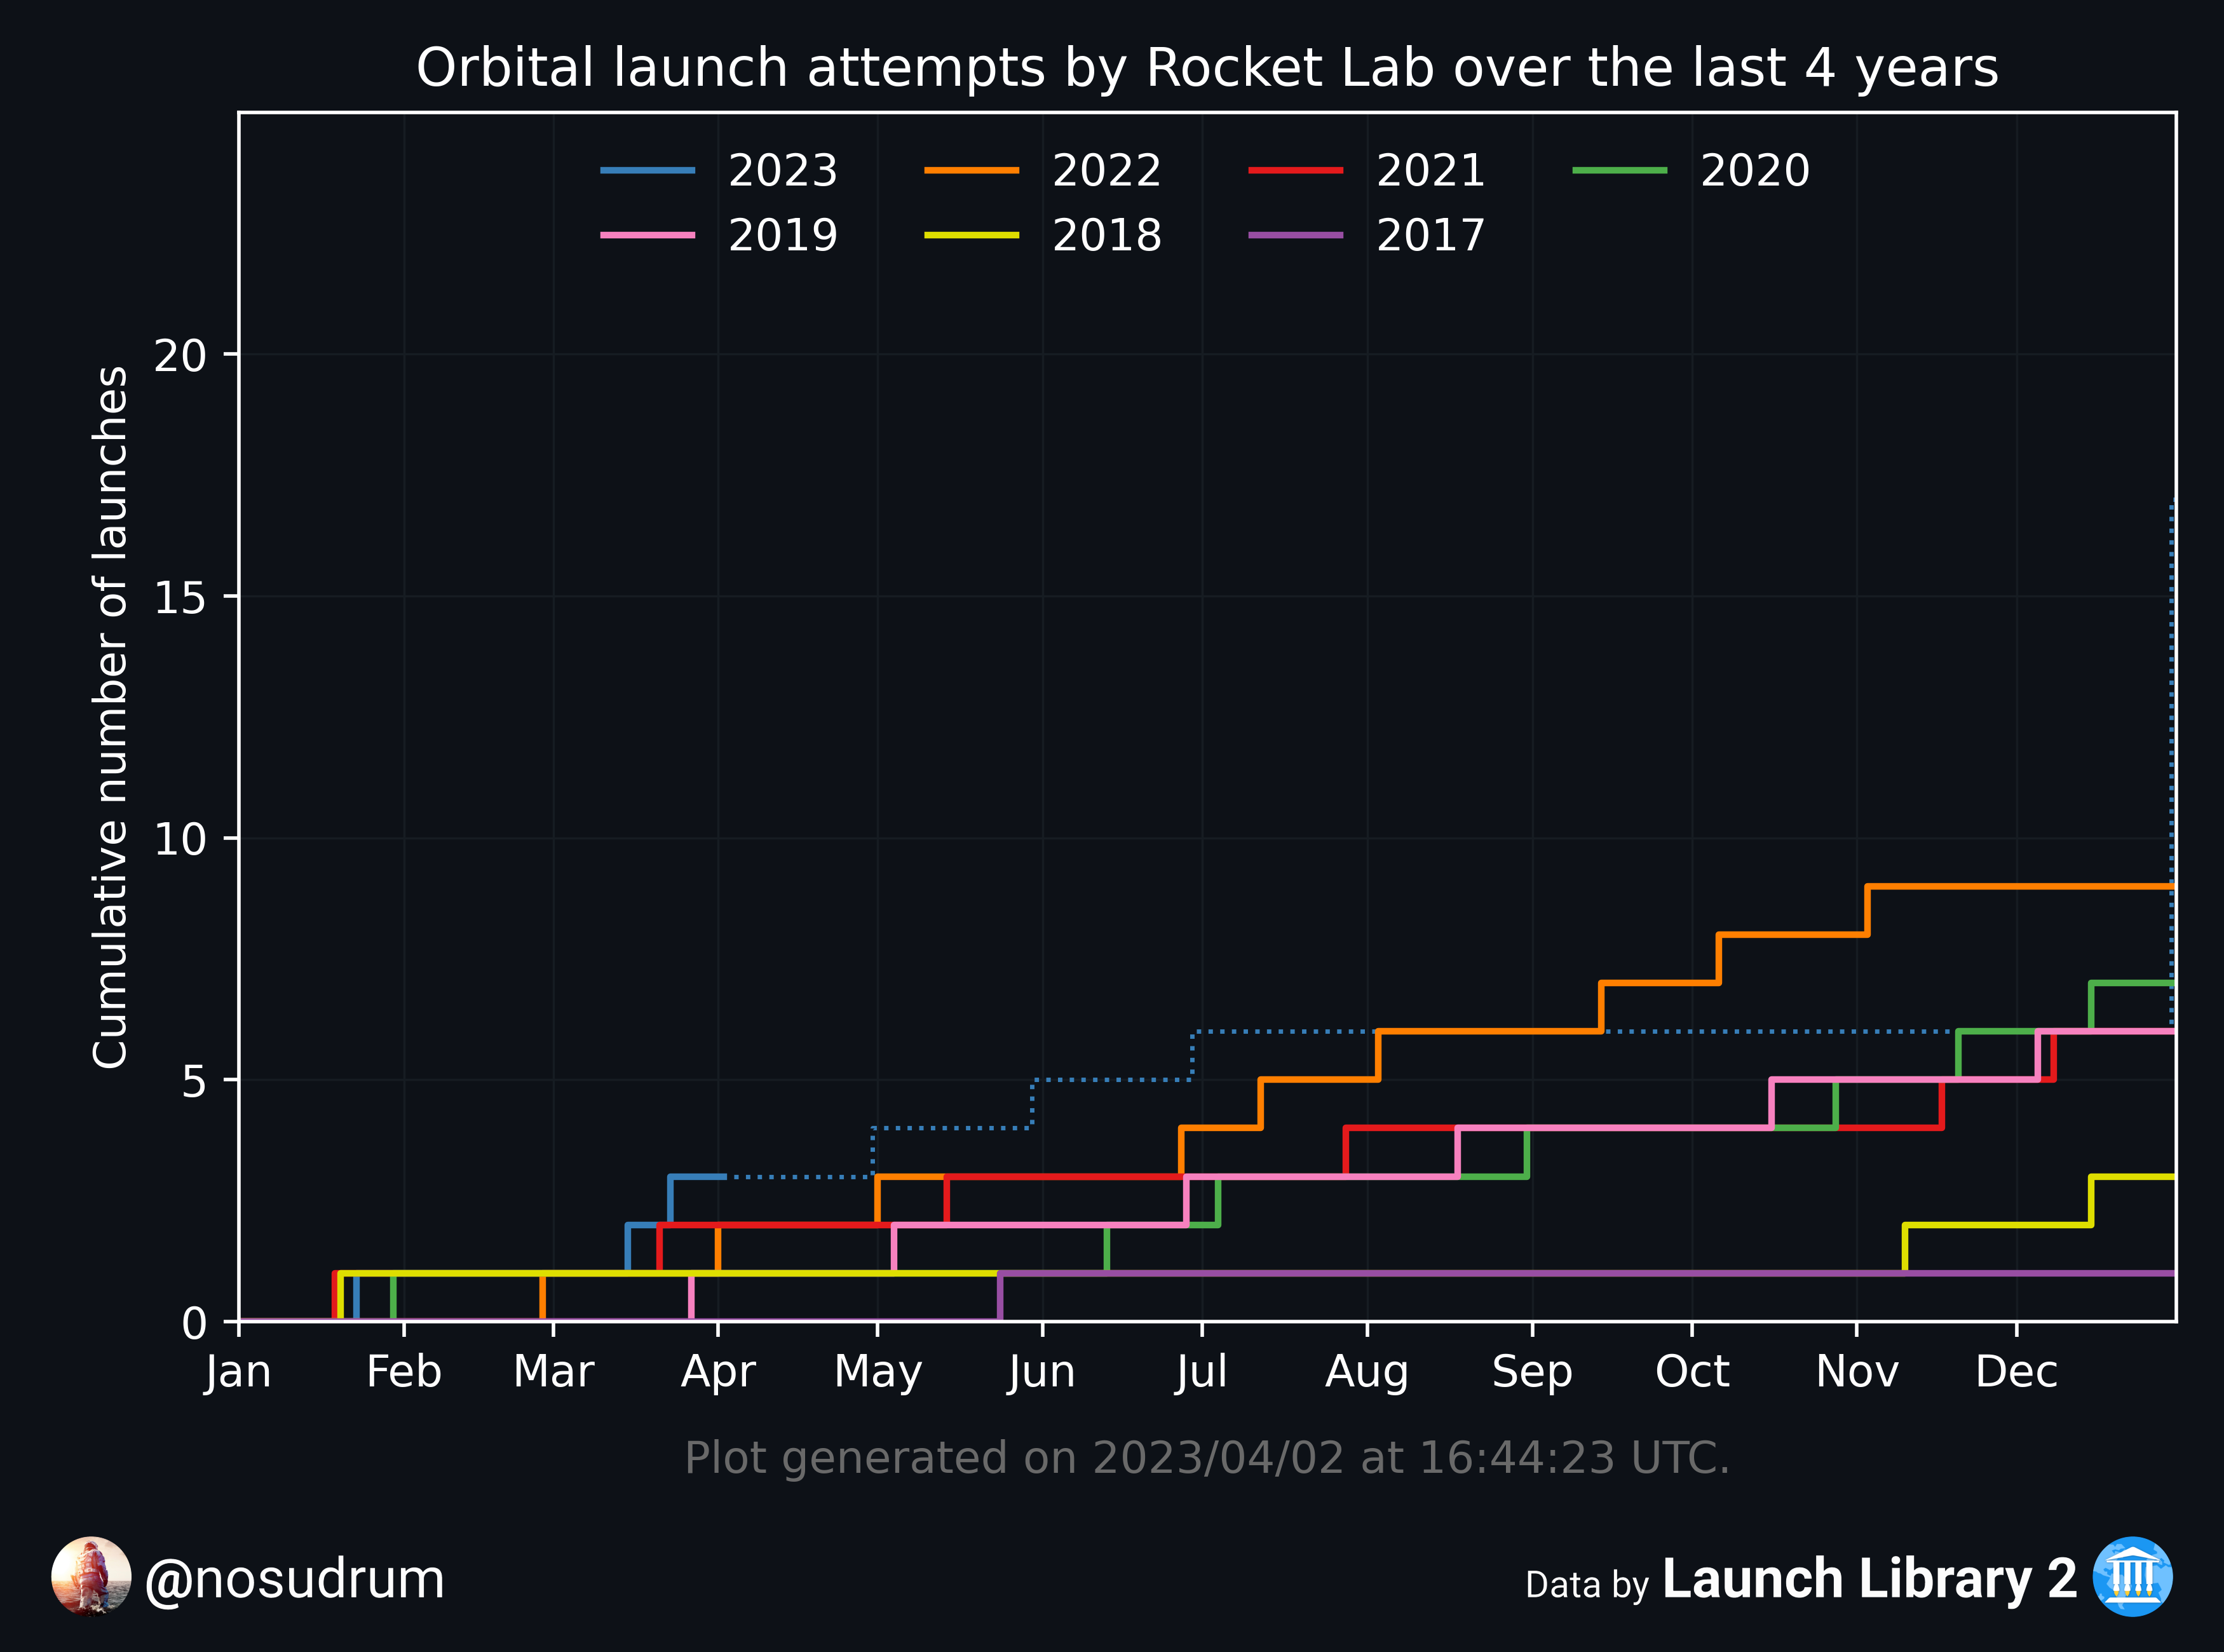 Orbital launch attempts by Rocket Lab over the last 4 years
2023 2022 2021 2020
2019 2018 2017
Cumulative number of launches
20
15
10
5
0
Jan Feb Mar Apr May Jun Jul Aug Sep Oct Nov Dec
Plot generated on 2023/04/02 at 16:44:23 UTC.
@nosudrum
Data by Launch Library 2